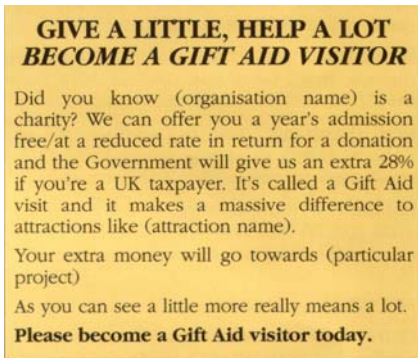 GIVE A LITTLE, HELP A LOT
BECOME A GIFT AID VISITOR
Did you know (organisation name) is a
charity? We can offer you a year's admission
free/at a reduced rate in return for a donation
and the Government will give us an extra 28%
if you're a UK taxpayer. It's called a Gift Aid
visit and it makes a massive difference to
attractions like (attraction name).
Your extra money will go towards (particular
project)
As you can see a little more really means a lot.
Please become a Gift Aid visitor today.